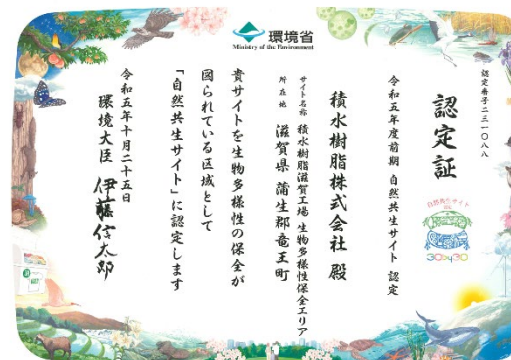 環境省
Ministry of the Environment
認定番号二三一〇八八
認定証
令和五年度前期 自然共生サイト 認定
積水樹脂株式会社 殿
サイト名称 積水樹脂滋賀工場 生物多様性保全エリア
所在地 滋賀県 蒲生郡竜王町
貴サイトを生物多様性の保全が
図られている区域として
「自然共生サイト」に認定します
令和五年十月二十五日
環境大臣 伊藤信太郎
自然共生サイト
30by30